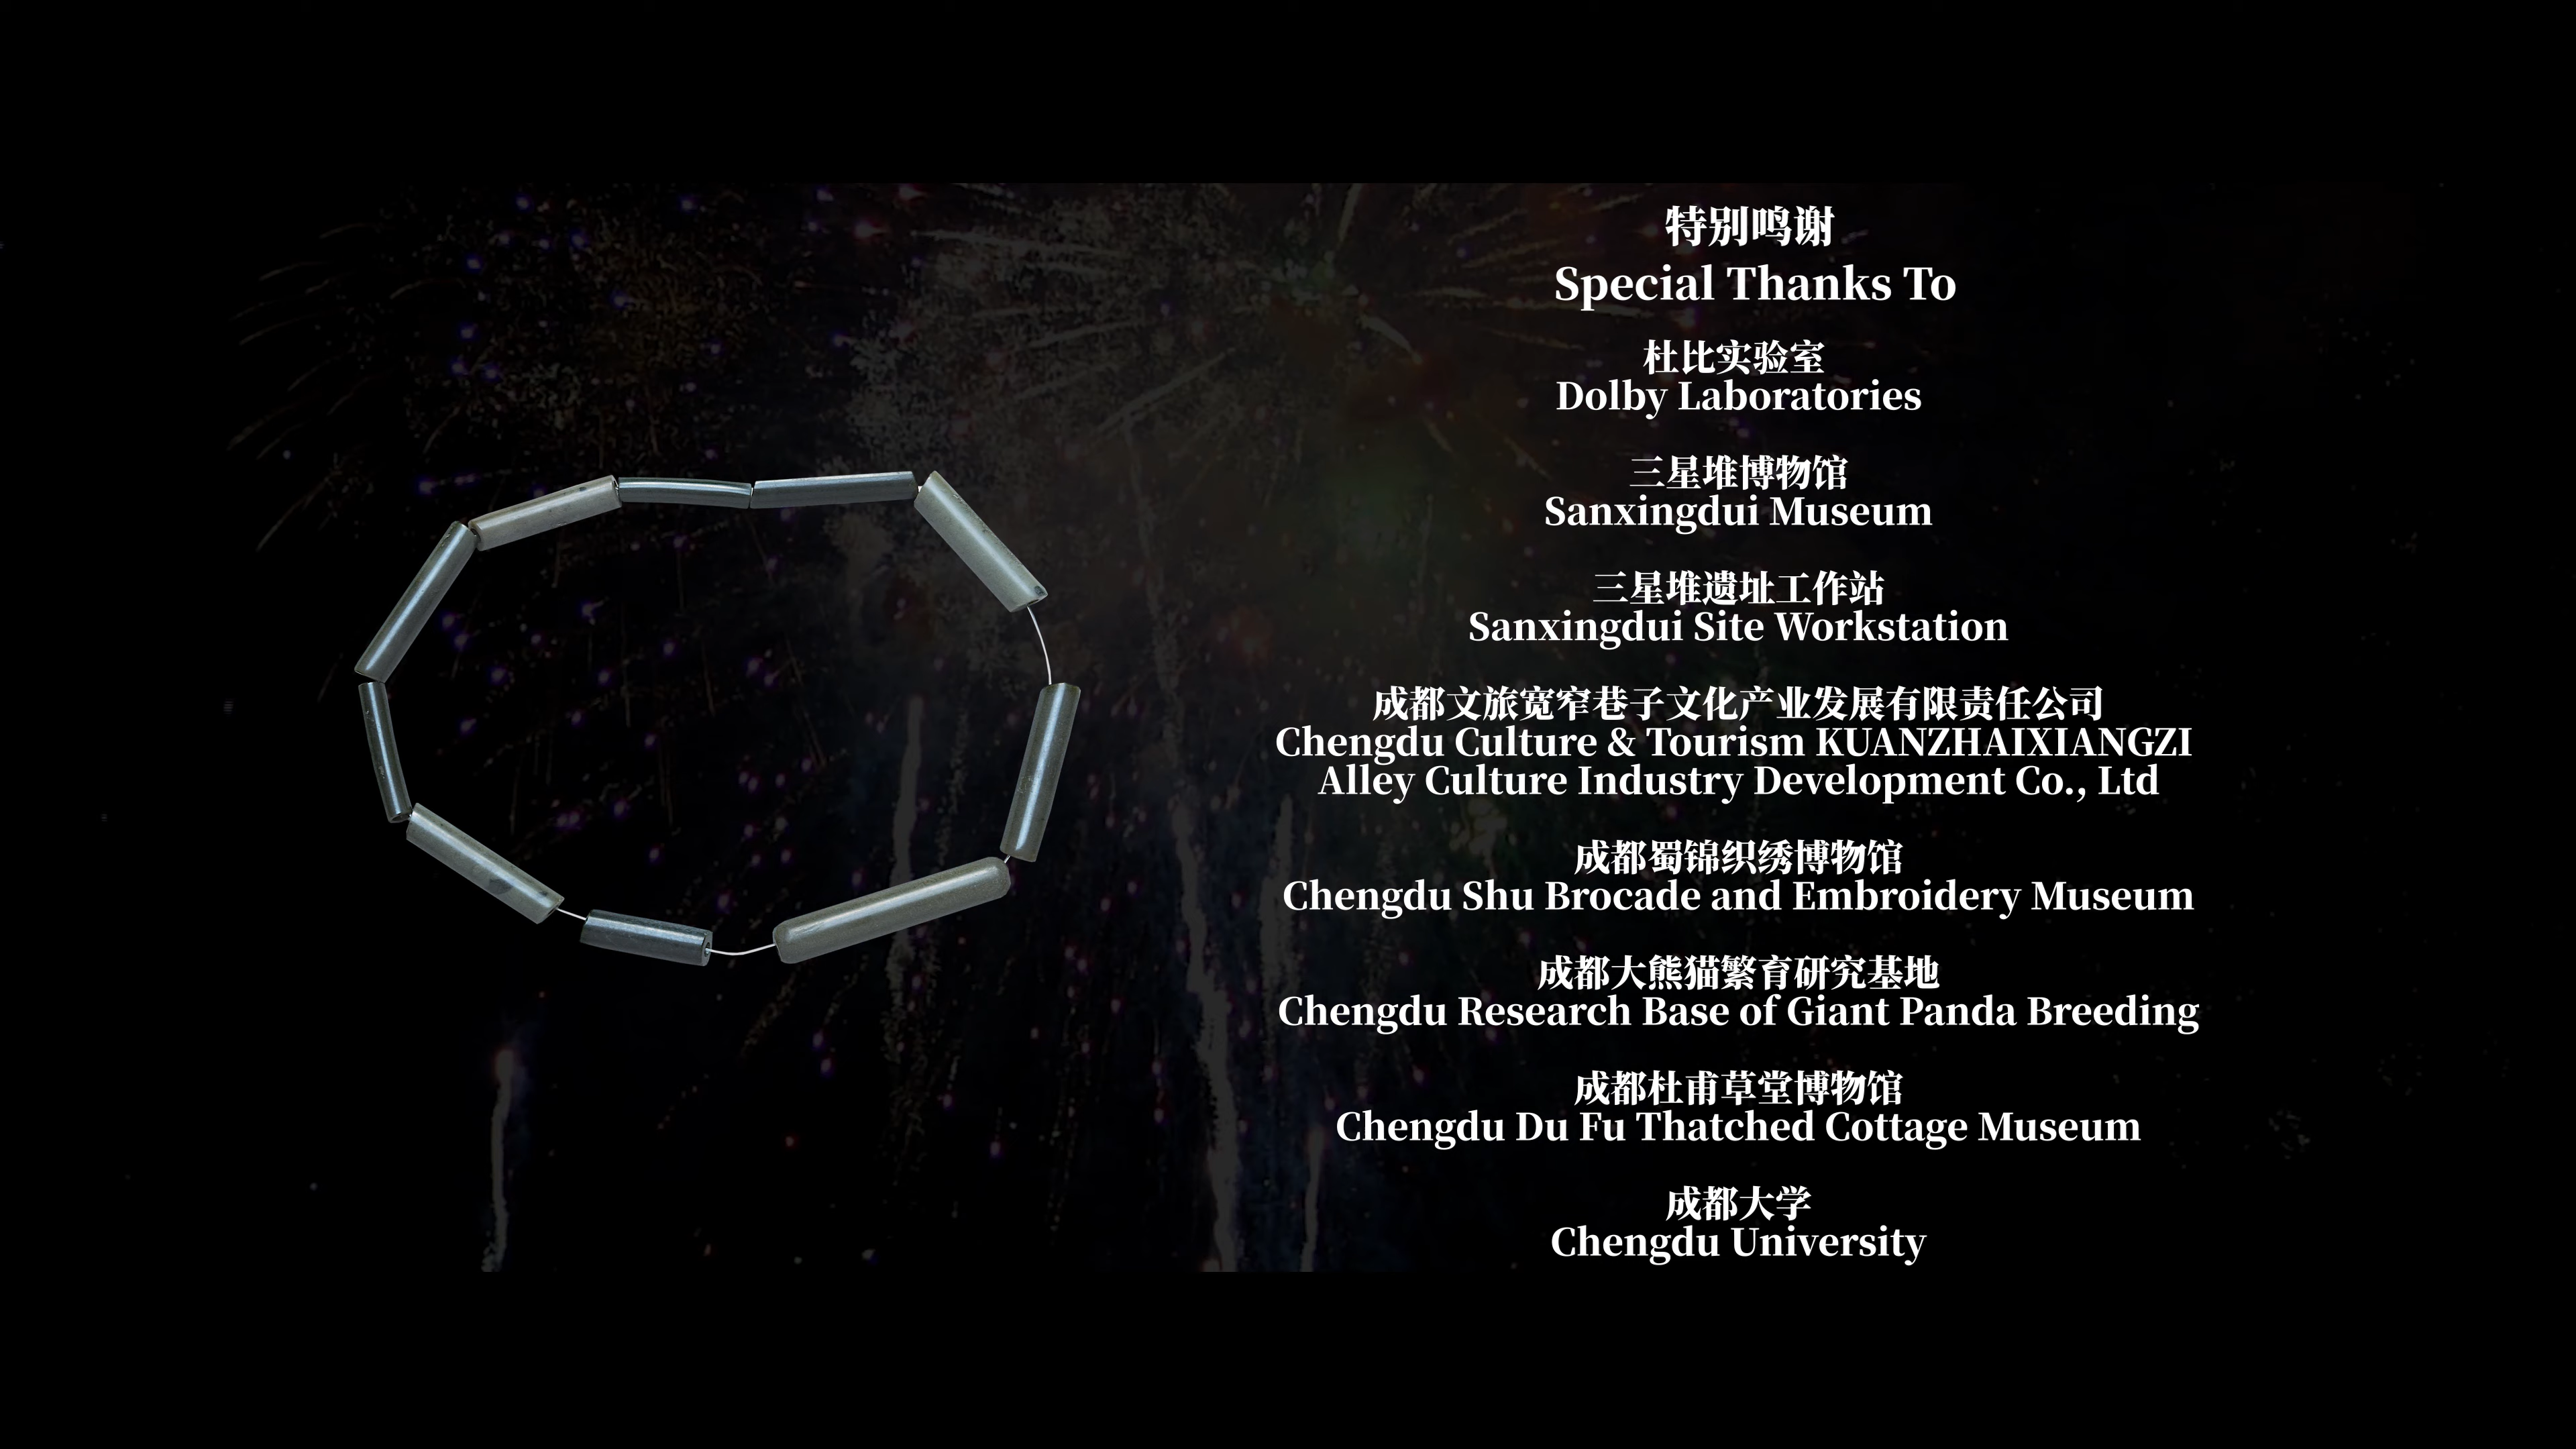 特别鸣谢
Special Thanks To
杜比实验室
Dolby Laboratories
三星堆博物馆
Sanxingdui Museum
三星堆遗址工作站
Sanxingdui Site Workstation
成都文旅宽窄巷子文化产业发展有限责任公司
Chengdu Culture & Tourism KUANZHAIXIANGZI
Alley Culture Industry Development Co., Ltd
成都蜀锦织绣博物馆
Chengdu Shu Brocade and Embroidery Museum
成都大熊猫繁育研究基地
Chengdu Research Base of Giant Panda Breeding
成都杜甫草堂博物馆
Chengdu Du Fu Thatched Cottage Museum
成都大学
Chengdu University